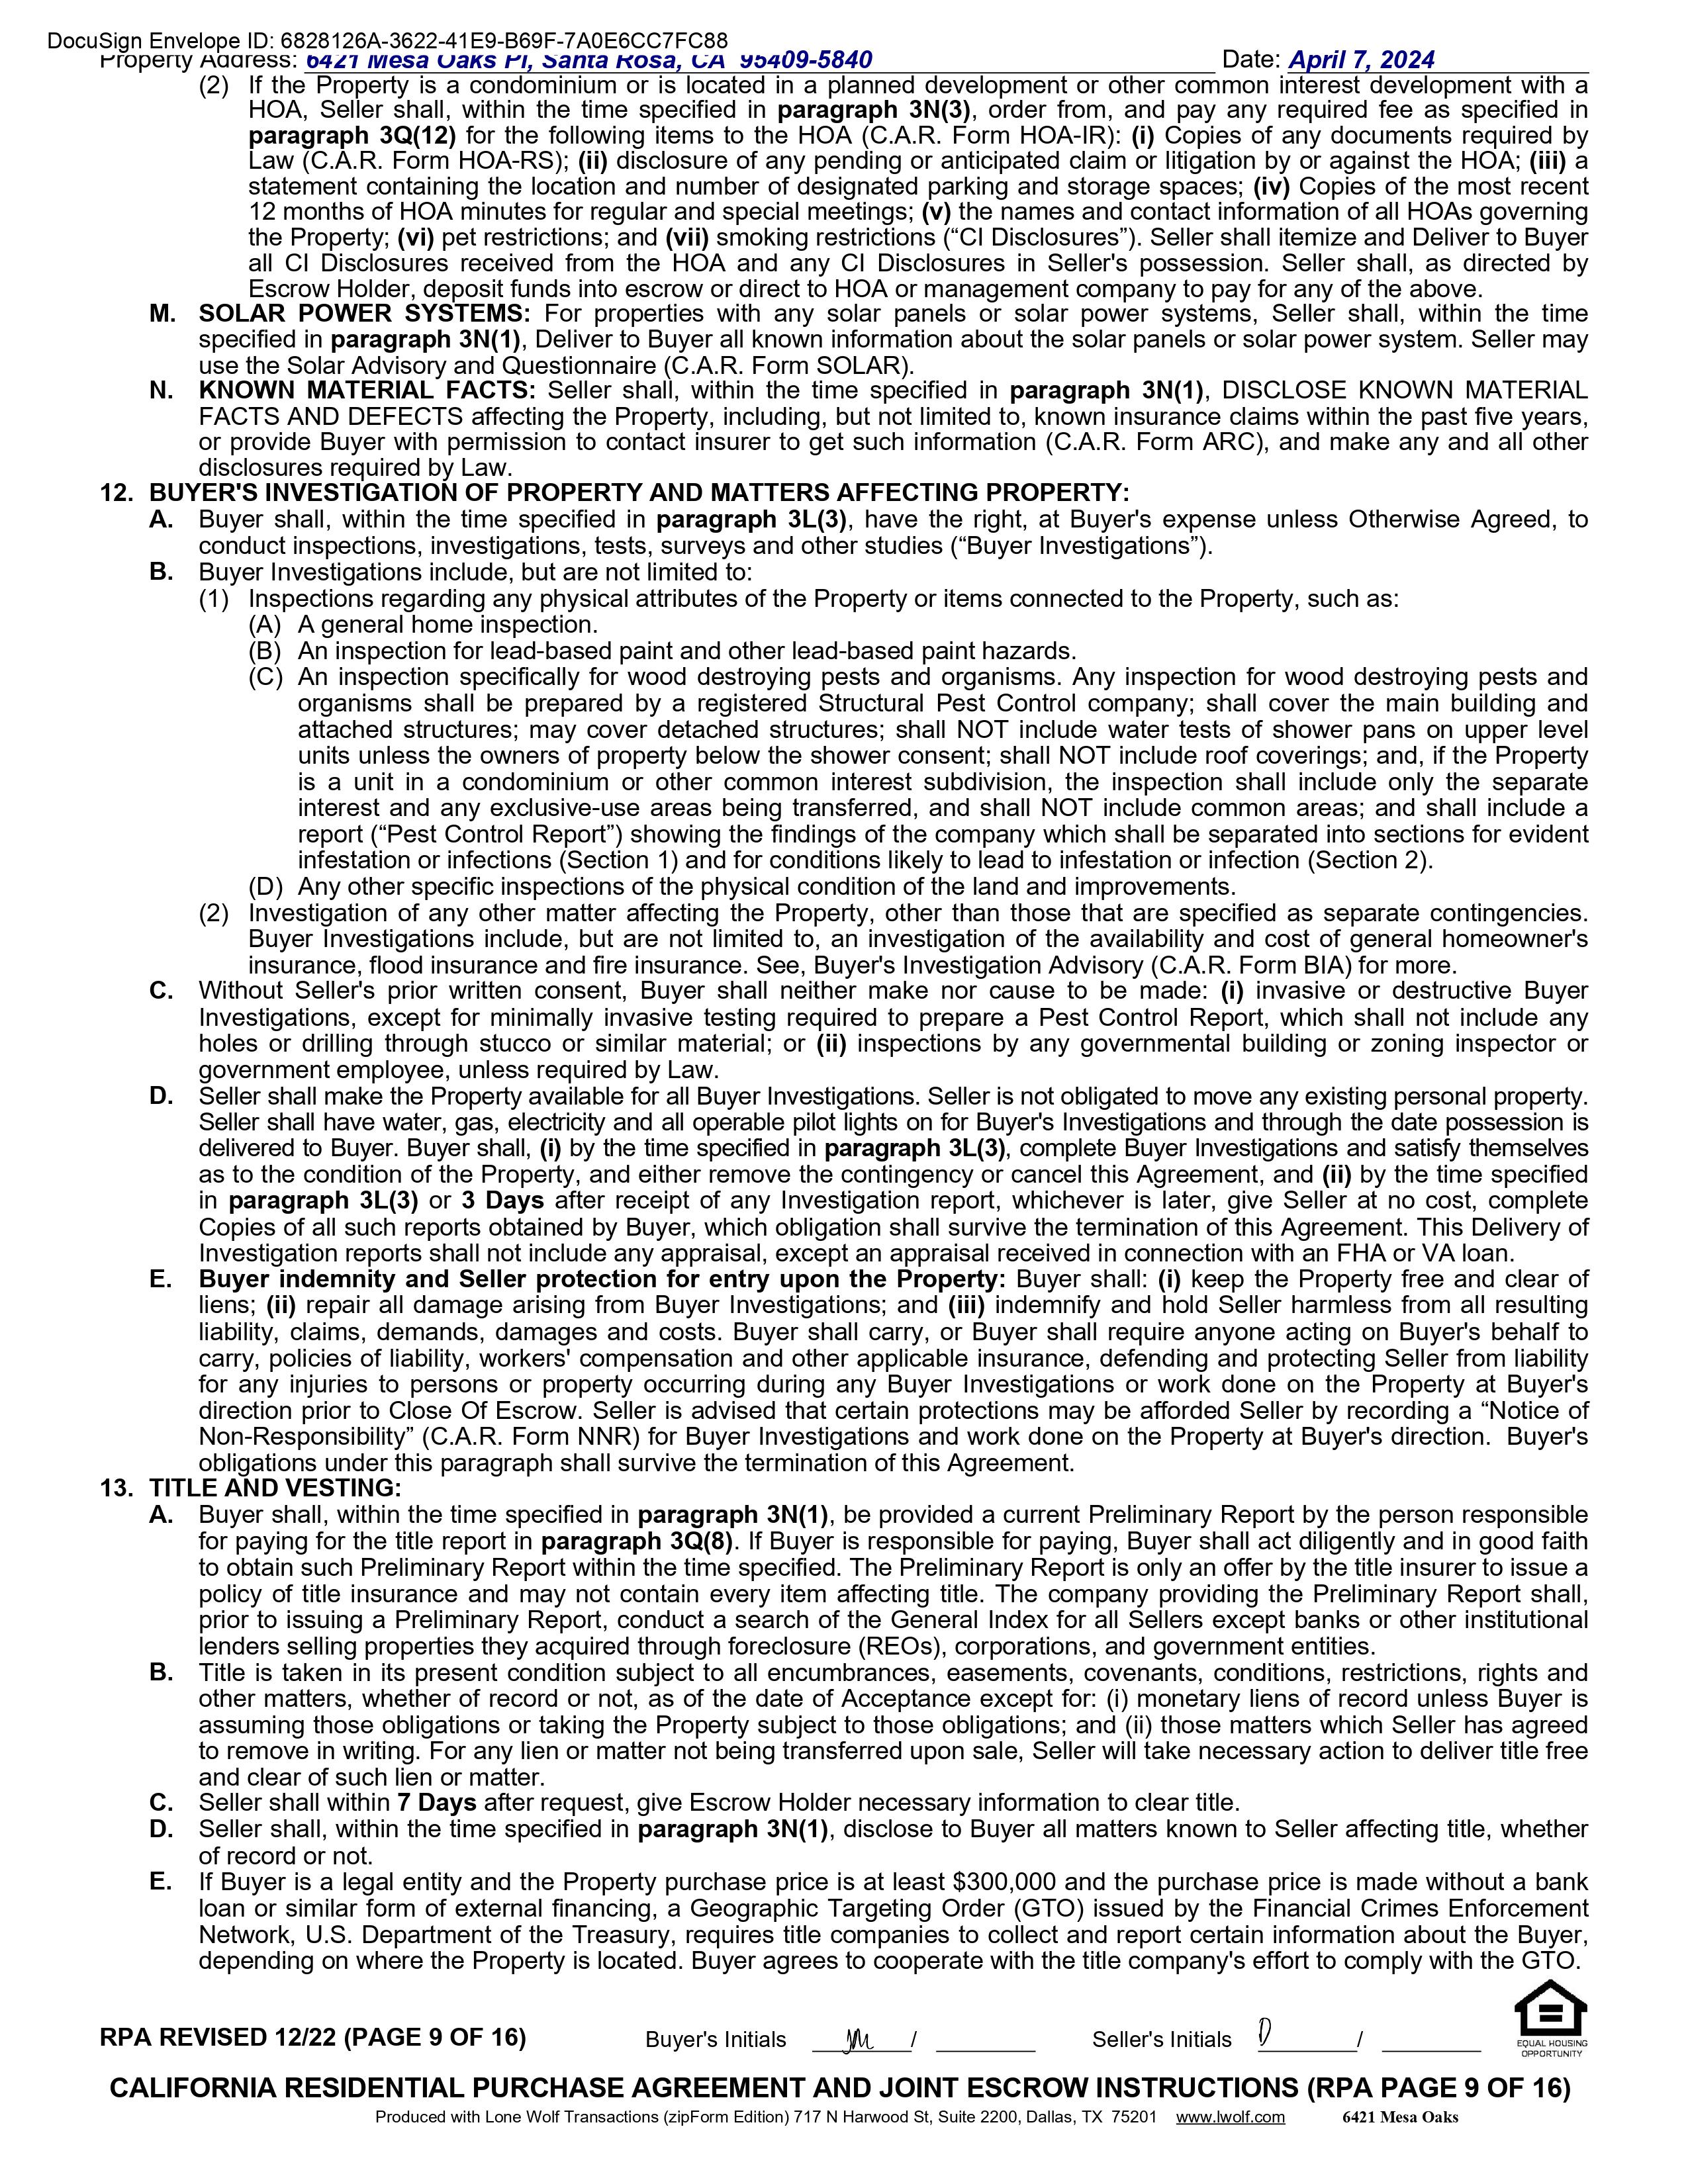 DocuSign Envelope ID: 6828126A-3622-41E9-B69F-7A0E6CC7FC88
Property Address: 6421 Mesa Oaks Pl, Santa Rosa, CA 95409-5840 Date: April 7, 2024
(2) If the Property is a condominium or is located in a planned development or other common interest development with a
HOA, Seller shall, within the time specified in paragraph 3N(3), order from, and pay any required fee as specified in
paragraph 3Q(12) for the following items to the HOA (C.A.R. Form HOA-IR): (i) Copies of any documents required by
Law (C.A.R. Form HOA-RS); (ii) disclosure of any pending or anticipated claim or litigation by or against the HOA; (iii) a
statement containing the location and number of designated parking and storage spaces; (iv) Copies of the most recent
12 months of HOA minutes for regular and special meetings; (v) the names and contact information of all HOAs governing
the Property; (vi) pet restrictions; and (vii) smoking restrictions (“CI Disclosures”). Seller shall itemize and Deliver to Buyer
all CI Disclosures received from the HOA and any CI Disclosures in Seller's possession. Seller shall, as directed by
Escrow Holder, deposit funds into escrow or direct to HOA or management company to pay for any of the above.
M. SOLAR POWER SYSTEMS: For properties with any solar panels or solar power systems, Seller shall, within the time
specified in paragraph 3N(1), Deliver to Buyer all known information about the solar panels or solar power system. Seller may
use the Solar Advisory and Questionnaire (C.A.R. Form SOLAR).
N. KNOWN MATERIAL FACTS: Seller shall, within the time specified in paragraph 3N(1), DISCLOSE KNOWN MATERIAL
FACTS AND DEFECTS affecting the Property, including, but not limited to, known insurance claims within the past five years,
or provide Buyer with permission to contact insurer to get such information (C.A.R. Form ARC), and make any and all other
disclosures required by Law.
12. BUYER'S INVESTIGATION OF PROPERTY AND MATTERS AFFECTING PROPERTY:
A. Buyer shall, within the time specified in paragraph 3L(3), have the right, at Buyer's expense unless Otherwise Agreed, to
conduct inspections, investigations, tests, surveys and other studies (“Buyer Investigations”).
B. Buyer Investigations include, but are not limited to:
(1) Inspections regarding any physical attributes of the Property or items connected to the Property, such as:
(A) A general home inspection.
(B) An inspection for lead-based paint and other lead-based paint hazards.
(C) An inspection specifically for wood destroying pests and organisms. Any inspection for wood destroying pests and
organisms shall be prepared by a registered Structural Pest Control company; shall cover the main building and
attached structures; may cover detached structures; shall NOT include water tests of shower pans on upper level
units unless the owners of property below the shower consent; shall NOT include roof coverings; and, if the Property
is a unit in a condominium or other common interest subdivision, the inspection shall include only the separate
interest and any exclusive-use areas being transferred, and shall NOT include common areas; and shall include a
report (“Pest Control Report”) showing the findings of the company which shall be separated into sections for evident
infestation or infections (Section 1) and for conditions likely to lead to infestation or infection (Section 2).
(D) Any other specific inspections of the physical condition of the land and improvements.
(2) Investigation of any other matter affecting the Property, other than those that are specified as separate contingencies.
Buyer Investigations include, but are not limited to, an investigation of the availability and cost of general homeowner's
insurance, flood insurance and fire insurance. See, Buyer's Investigation Advisory (C.A.R. Form BIA) for more.
C. Without Seller's prior written consent, Buyer shall neither make nor cause to be made: (i) invasive or destructive Buyer
Investigations, except for minimally invasive testing required to prepare a Pest Control Report, which shall not include any
holes or drilling through stucco or similar material; or (ii) inspections by any governmental building or zoning inspector or
government employee, unless required by Law.
D. Seller shall make the Property available for all Buyer Investigations. Seller is not obligated to move any existing personal property.
Seller shall have water, gas, electricity and all operable pilot lights on for Buyer's Investigations and through the date possession is
delivered to Buyer. Buyer shall, (i) by the time specified in paragraph 3L(3), complete Buyer Investigations and satisfy themselves
as to the condition of the Property, and either remove the contingency or cancel this Agreement, and (ii) by the time specified
in paragraph 3L(3) or 3 Days after receipt of any Investigation report, whichever is later, give Seller at no cost, complete
Copies of all such reports obtained by Buyer, which obligation shall survive the termination of this Agreement. This Delivery of
Investigation reports shall not include any appraisal, except an appraisal received in connection with an FHA or VA loan.
E. Buyer indemnity and Seller protection for entry upon the Property: Buyer shall: (i) keep the Property free and clear of
liens; (ii) repair all damage arising from Buyer Investigations; and (iii) indemnify and hold Seller harmless from all resulting
liability, claims, demands, damages and costs. Buyer shall carry, or Buyer shall require anyone acting on Buyer's behalf to
carry, policies of liability, workers' compensation and other applicable insurance, defending and protecting Seller from liability
for any injuries to persons or property occurring during any Buyer Investigations or work done on the Property at Buyer's
direction prior to Close Of Escrow. Seller is advised that certain protections may be afforded Seller by recording a “Notice of
Non-Responsibility” (C.A.R. Form NNR) for Buyer Investigations and work done on the Property at Buyer's direction. Buyer's
obligations under this paragraph shall survive the termination of this Agreement.
13. TITLE AND VESTING:
A. Buyer shall, within the time specified in paragraph 3N(1), be provided a current Preliminary Report by the person responsible
for paying for the title report in paragraph 3Q(8). If Buyer is responsible for paying, Buyer shall act diligently and in good faith
to obtain such Preliminary Report within the time specified. The Preliminary Report is only an offer by the title insurer to issue a
policy of title insurance and may not contain every item affecting title. The company providing the Preliminary Report shall,
prior to issuing a Preliminary Report, conduct a search of the General Index for all Sellers except banks or other institutional
lenders selling properties they acquired through foreclosure (REOs), corporations, and government entities.
B. Title is taken in its present condition subject to all encumbrances, easements, covenants, conditions, restrictions, rights and
other matters, whether of record or not, as of the date of Acceptance except for: (i) monetary liens of record unless Buyer is
assuming those obligations or taking the Property subject to those obligations; and (ii) those matters which Seller has agreed
to remove in writing. For any lien or matter not being transferred upon sale, Seller will take necessary action to deliver title free
and clear of such lien or matter.
C. Seller shall within 7 Days after request, give Escrow Holder necessary information to clear title.
D. Seller shall, within the time specified in paragraph 3N(1), disclose to Buyer all matters known to Seller affecting title, whether
of record or not.
E. If Buyer is a legal entity and the Property purchase price is at least $300,000 and the purchase price is made without a bank
loan or similar form of external financing, a Geographic Targeting Order (GTO) issued by the Financial Crimes Enforcement
Network, U.S. Department of the Treasury, requires title companies to collect and report certain information about the Buyer,
depending on where the Property is located. Buyer agrees to cooperate with the title company's effort to comply with the GTO.
RPA REVISED 12/22 (PAGE 9 OF 16) Buyer's Initials / Seller's Initials D /
EQUAL HOUSING
OPPORTUNITY
CALIFORNIA RESIDENTIAL PURCHASE AGREEMENT AND JOINT ESCROW INSTRUCTIONS (RPA PAGE 9 OF 16)
Produced with Lone Wolf Transactions (zipForm Edition) 717 N Harwood St, Suite 2200, Dallas, TX 75201 www.lwolf.com 6421 Mesa Oaks